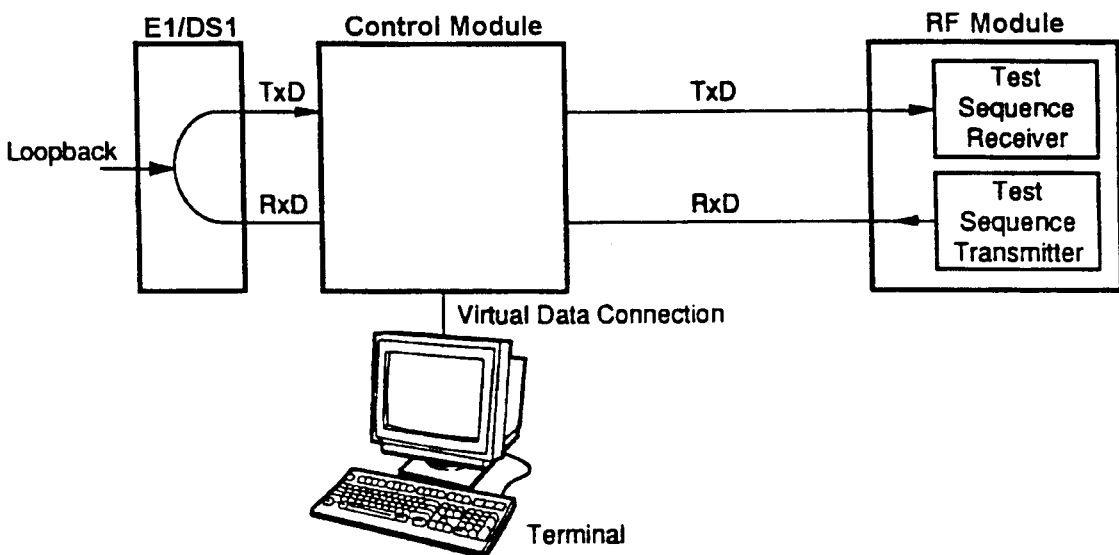 E1/DS1
Control Module
RF Module
TxD
TxD
Test
Sequence
Receiver
Loopback
RxD
RxD
Test
Sequence
Transmitter
Virtual Data Connection
Terminal